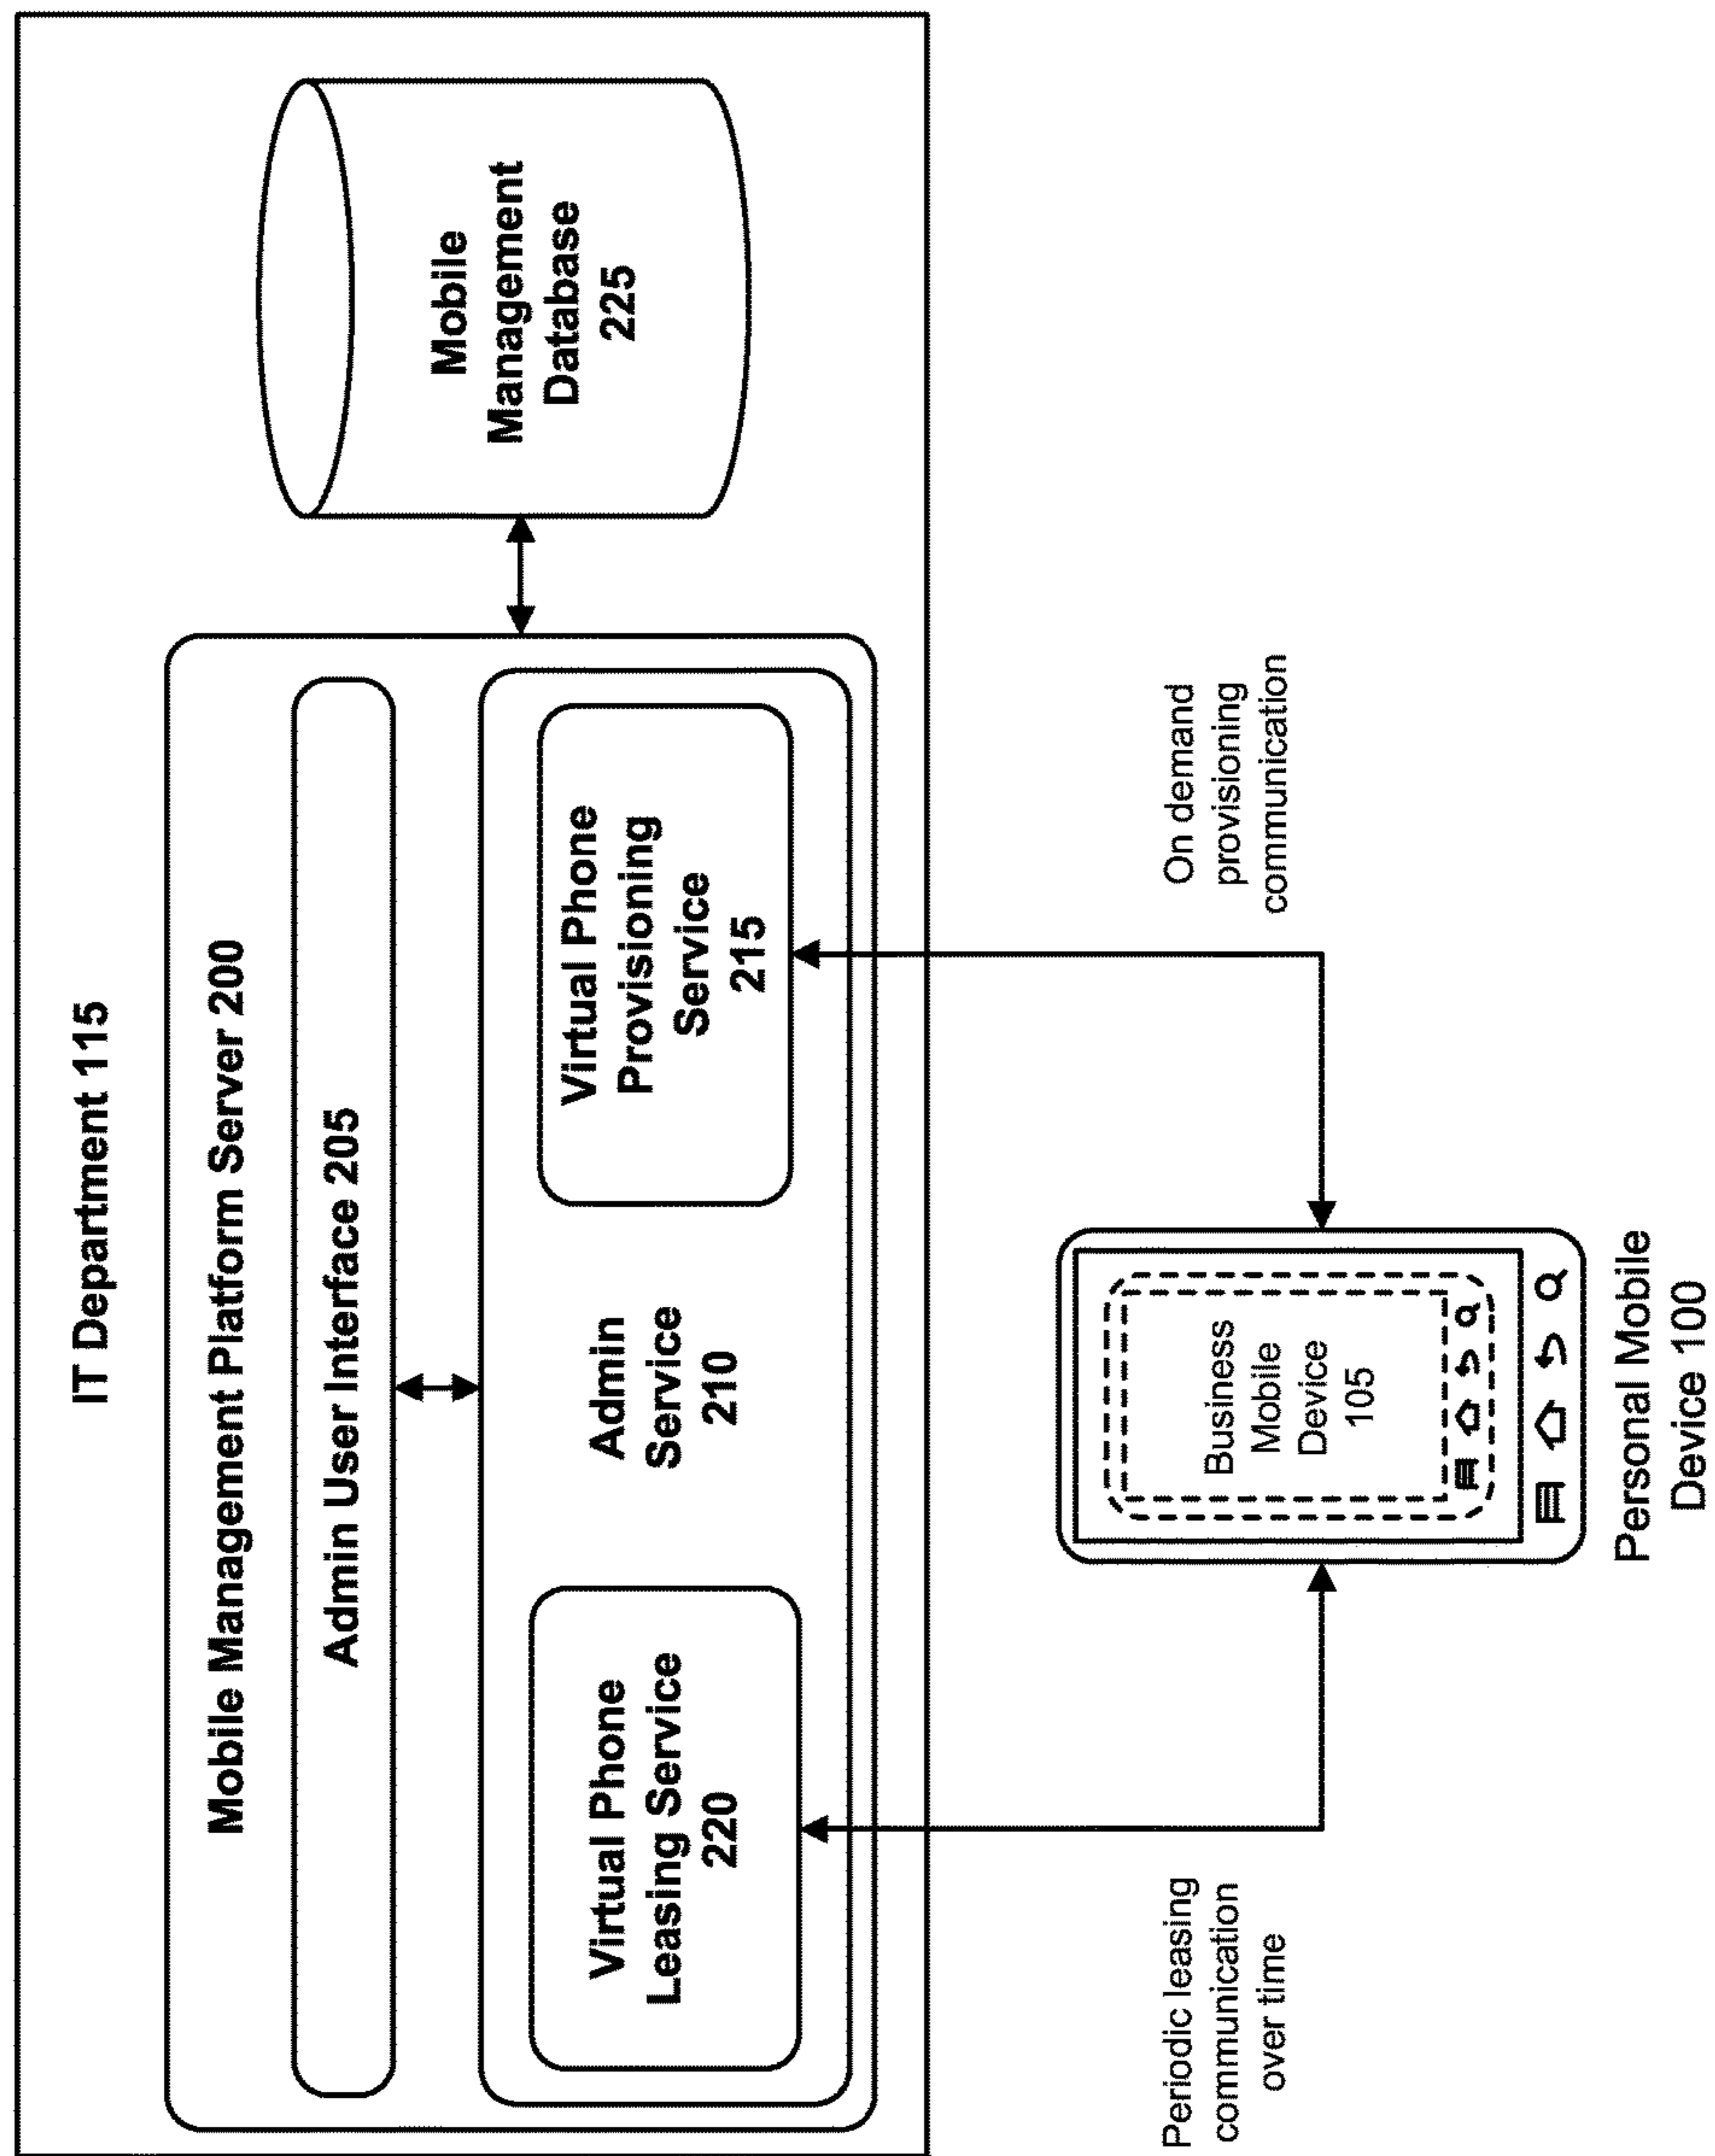 IT Department 115
Mobile Management Platform Server 200
Admin User Interface 205
Virtual Phone
Leasing Service
220
Admin
Service
210
Virtual Phone
Provisioning
Service
215
Mobile
Management
Database
225
Periodic leasing
communication
over time
Business
Mobile
Device
105
Personal Mobile
Device 100
On demand
provisioning
communication